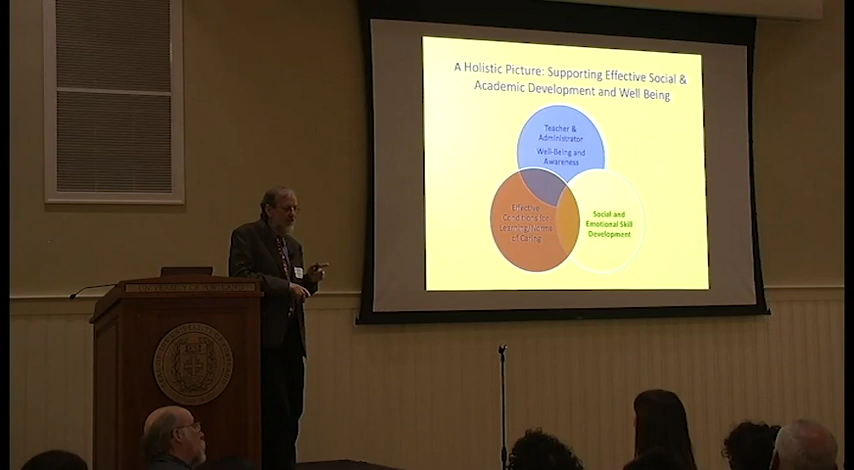 A Holistic Picture: Supporting Effective Social &
Academic Development and Well Being
Teacher &
Administrator
Well-Being and
Awareness
Effective
Conditions for
Learning/Norms
of Caring
Social and
Emotional Skill
Development